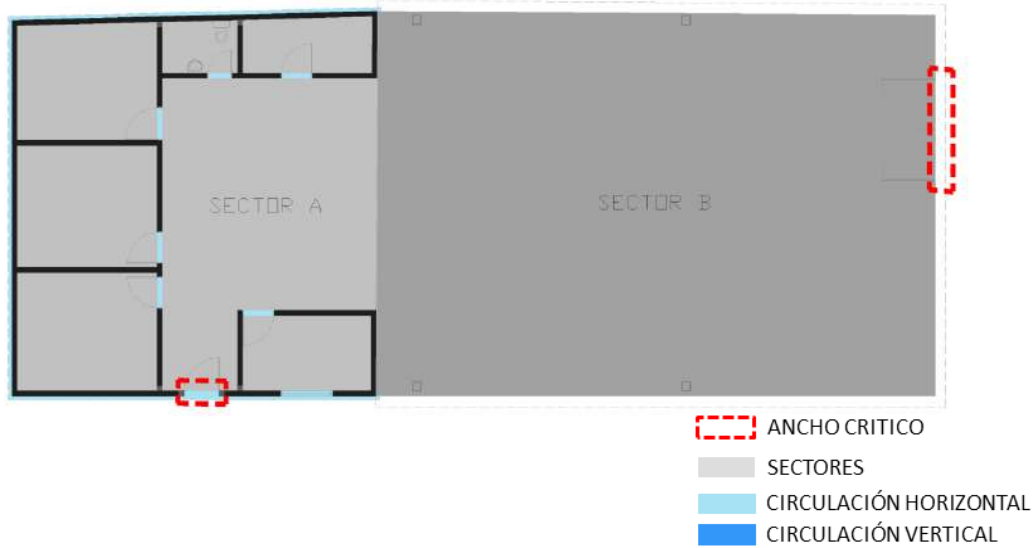 SECTOR A
SECTOR B
ANCHO CRITICO
SECTORES
CIRCULACIÓN HORIZONTAL
CIRCULACIÓN VERTICAL